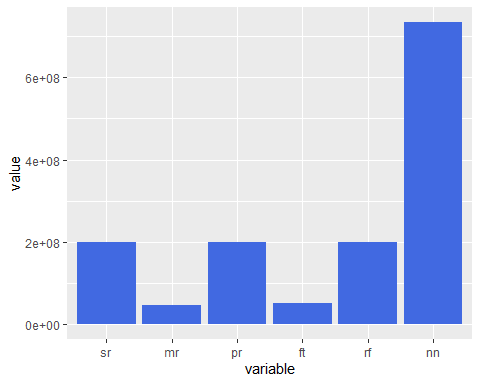 value
6e+08
4e+08
2e+08
0e+00
sr mr pr ft rf nn
variable